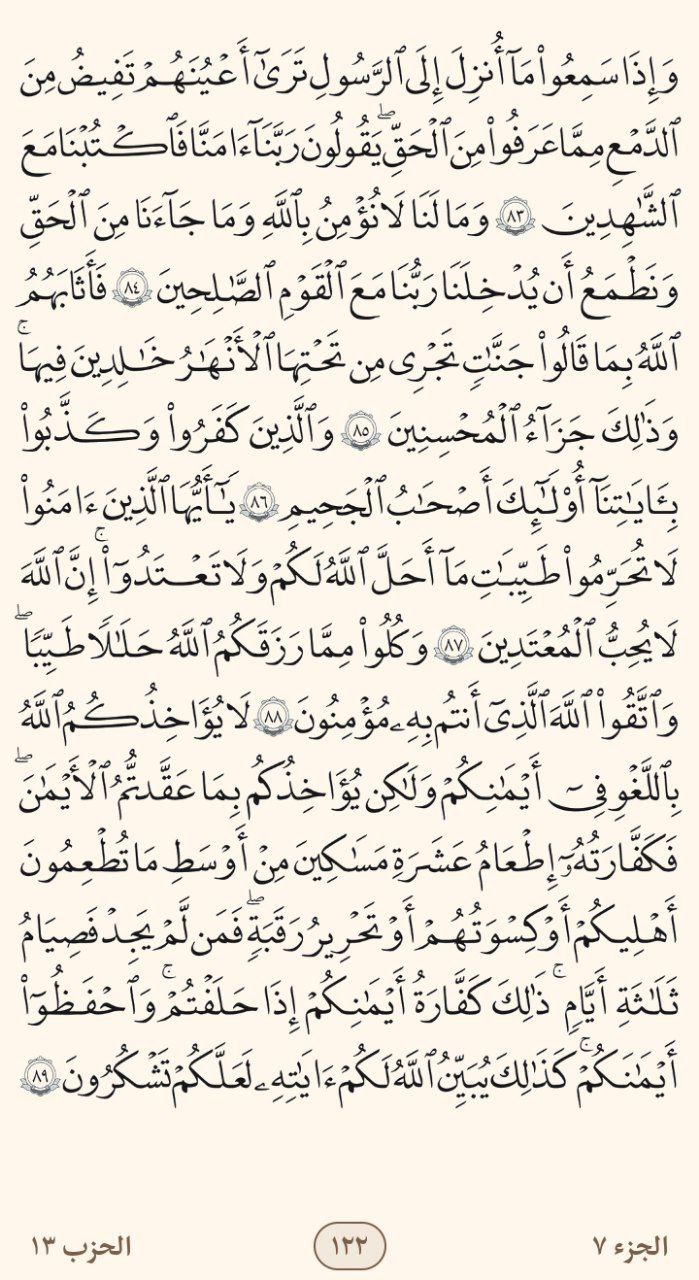 وَإِذَا سَمِعُوا۟ مَآ أُنزِلَ إِلَى ٱلرَّسُولِ تَرَىٰٓ أَعْيُنَهُمْ تَفِيضُ مِنَ
ٱلدَّمْعِ مِمَّا عَرَفُوا۟ مِنَ ٱلْحَقِّ ۖ يَقُولُونَ رَبَّنَآ ءَامَنَّا فَٱكْتُبْنَا مَعَ
ٱلشَّٰهِدِينَ ٨٣ وَمَا لَنَا لَا نُؤْمِنُ بِٱللَّهِ وَمَا جَآءَنَا مِنَ ٱلْحَقِّ
وَنَطْمَعُ أَن يُدْخِلَنَا رَبُّنَا مَعَ ٱلْقَوْمِ ٱلصَّٰلِحِينَ ٨٤ فَأَثَٰبَهُمُ
ٱللَّهُ بِمَا قَالُوا۟ جَنَّٰتٍ تَجْرِى مِن تَحْتِهَا ٱلْأَنْهَٰرُ خَٰلِدِينَ فِيهَا ۚ
وَذَٰلِكَ جَزَآءُ ٱلْمُحْسِنِينَ ٨٥ وَٱلَّذِينَ كَفَرُوا۟ وَكَذَّبُوا۟
بِـَٔايَٰتِنَآ أُو۟لَٰٓئِكَ أَصْحَٰبُ ٱلْجَحِيمِ ٨٦ يَٰٓأَيُّهَا ٱلَّذِينَ ءَامَنُوا۟
لَا تُحَرِّمُوا۟ طَيِّبَٰتِ مَآ أَحَلَّ ٱللَّهُ لَكُمْ وَلَا تَعْتَدُوٓا۟ ۚ إِنَّ ٱللَّهَ
لَا يُحِبُّ ٱلْمُعْتَدِينَ ٨٧ وَكُلُوا۟ مِمَّا رَزَقَكُمُ ٱللَّهُ حَلَٰلًا طَيِّبًا ۚ
وَٱتَّقُوا۟ ٱللَّهَ ٱلَّذِىٓ أَنتُم بِهِۦ مُؤْمِنُونَ ٨٨ لَا يُؤَاخِذُكُمُ ٱللَّهُ
بِٱللَّغْوِ فِىٓ أَيْمَٰنِكُمْ وَلَٰكِن يُؤَاخِذُكُم بِمَا عَقَّدتُّمُ ٱلْأَيْمَٰنَ ۖ
فَكَفَّٰرَتُهُۥٓ إِطْعَامُ عَشَرَةِ مَسَٰكِينَ مِنْ أَوْسَطِ مَا تُطْعِمُونَ
أَهْلِيكُمْ أَوْ كِسْوَتُهُمْ أَوْ تَحْرِيرُ رَقَبَةٍ ۖ فَمَن لَّمْ يَجِدْ فَصِيَامُ
ثَلَٰثَةِ أَيَّامٍ ۚ ذَٰلِكَ كَفَّٰرَةُ أَيْمَٰنِكُمْ إِذَا حَلَفْتُمْ ۚ وَٱحْفَظُوٓا۟
أَيْمَٰنَكُمْ ۚ كَذَٰلِكَ يُبَيِّنُ ٱللَّهُ لَكُمْ ءَايَٰتِهِۦ لَعَلَّكُمْ تَشْكُرُونَ ٨٩
الجزء ٧ ١٢٢ الحزب ١٣